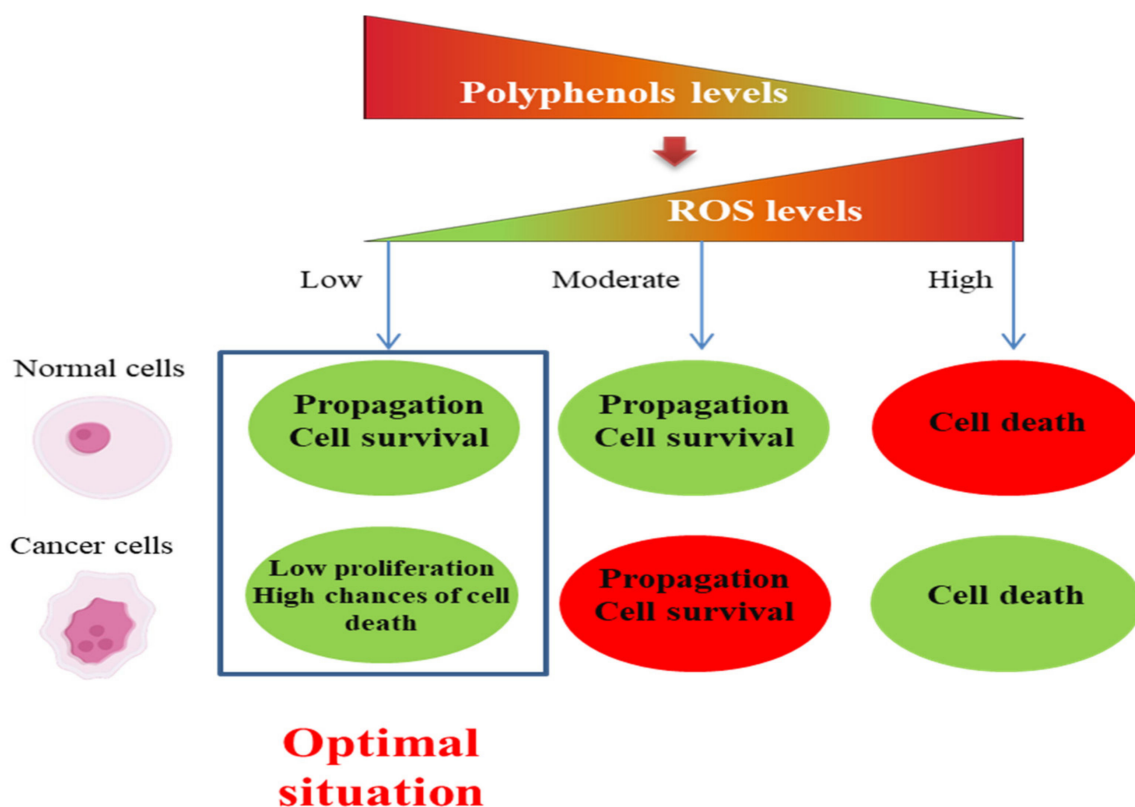 Polyphenols levels
ROS levels
Low
Moderate
High
Normal cells
Propagation
Cell survival
Propagation
Cell survival
Cell death
Cancer cells
Low proliferation
High chances of cell
death
Propagation
Cell survival
Cell death
Optimal
situation